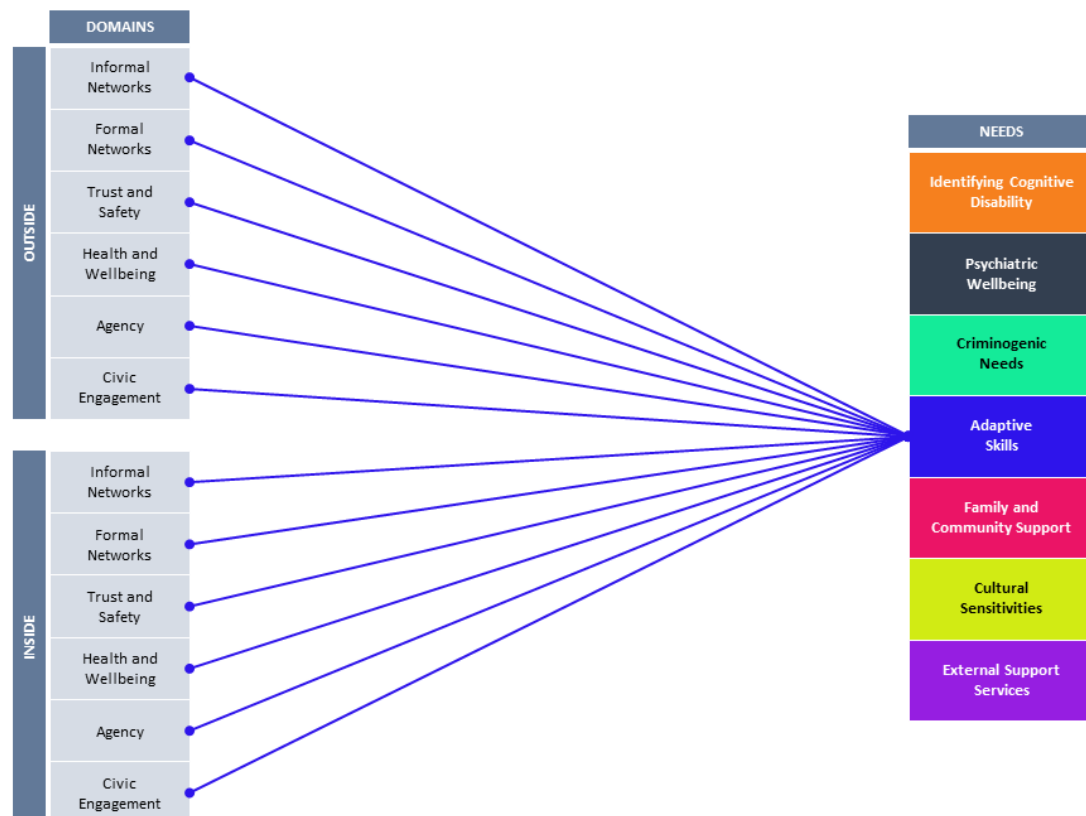 DOMAINS
OUTSIDE
Informal
Networks
Formal
Networks
Trust and
Safety
Health and
Wellbeing
Agency
Civic
Engagement
INSIDE
Informal
Networks
Formal
Networks
Trust and
Safety
Health and
Wellbeing
Agency
Civic
Engagement
NEEDS
Identifying Cognitive
Disability
Psychiatric
Wellbeing
Criminogenic
Needs
Adaptive
Skills
Family and
Community Support
Cultural
Sensitivities
External Support
Services